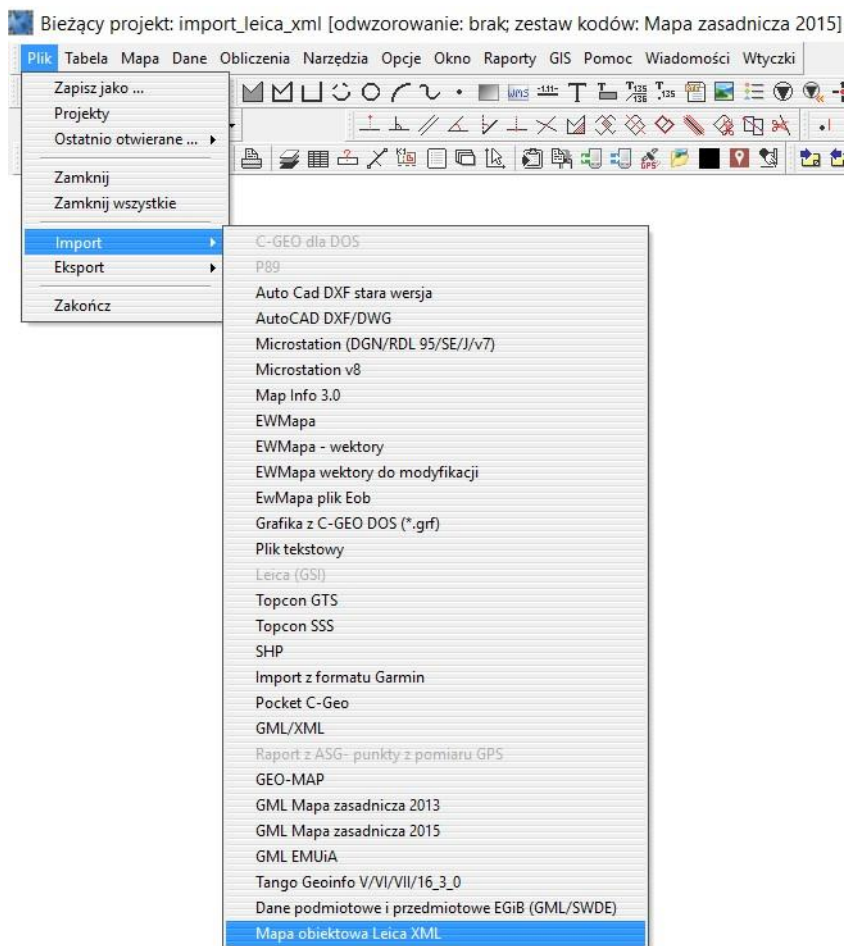 Bieżący projekt: import_leica_xml [odwzorowanie: brak; zestaw kodów: Mapa zasadnicza 2015]
Plik Tabela Mapa Dane Obliczenia Narzędzia Opcje Okno Raporty GIS Pomoc Wiadomości Wtyczki
Zapisz jako ...
Projekty
Ostatnio otwierane ...
Zamknij
Zamknij wszystkie
Import
Eksport
Zakończ
C-GEO dla DOS
P89
Auto Cad DXF stara wersja
AutoCAD DXF/DWG
Microstation (DGN/RDL 95/SE/J/v7)
Microstation v8
Map Info 3.0
EWMapa
EWMapa - wektory
EWMapa wektory do modyfikacji
EwMapa plik Eob
Grafika z C-GEO DOS (*.grf)
Plik tekstowy
Leica (GSI)
Topcon GTS
Topcon SSS
SHP
Import z formatu Garmin
Pocket C-Geo
GML/XML
Raport z ASG- punkty z pomiaru GPS
GEO-MAP
GML Mapa zasadnicza 2013
GML Mapa zasadnicza 2015
GML EMUiA
Tango Geoinfo V/VI/VII/16_3_0
Dane podmiotowe i przedmiotowe EGiB (GML/SWDE)
Mapa obiektowa Leica XML